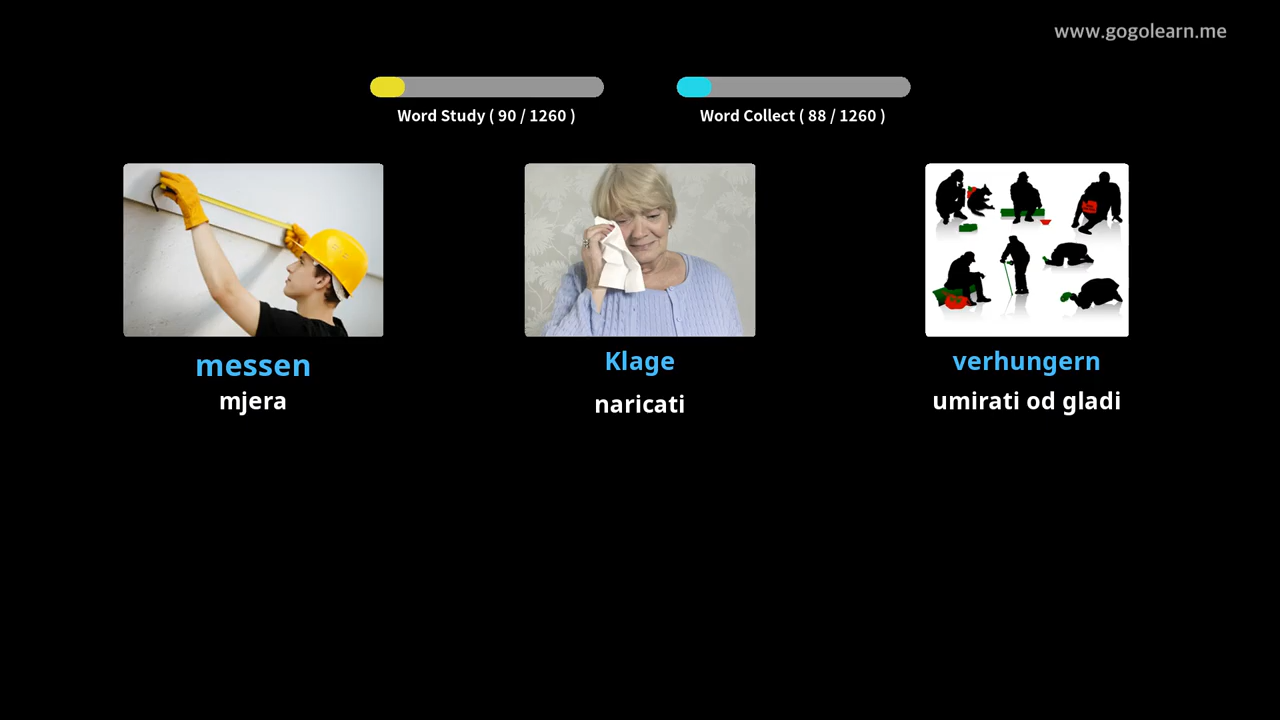 www.gogolearn.me
Word Study ( 90 / 1260 )
Word Collect ( 88 / 1260 )
messen
mjera
Klage
naricati
verhungern
umirati od gladi